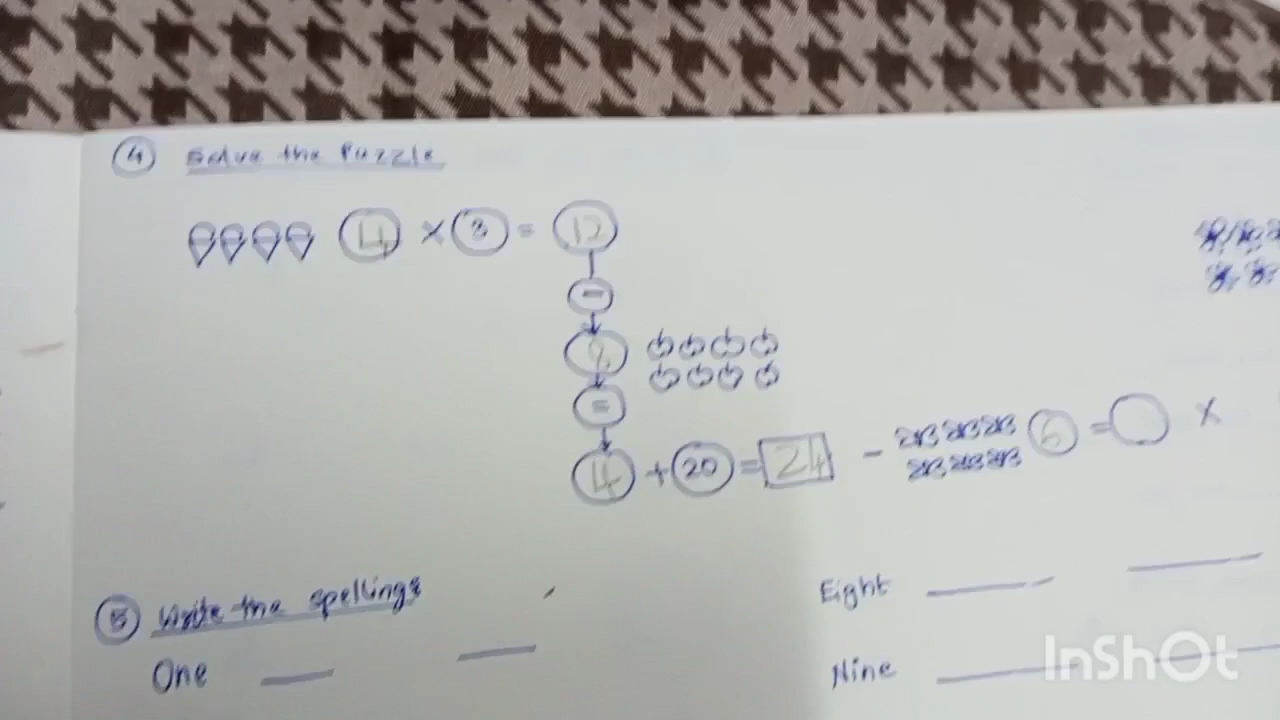 4 Solve the Puzzle
4 × 3 = 12
-
8
=
4 + 20 = 24 - 6 = ×
5 Write the spellings
One
Eight
Nine
InShOt